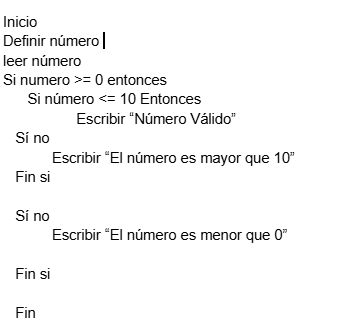 Inicio
Definir número
leer número
Si numero >= 0 entonces
Si número <= 10 Entonces
Escribir “Número Válido”
Sí no
Escribir “El número es mayor que 10”
Fin si
Sí no
Escribir “El número es menor que 0”
Fin si
Fin